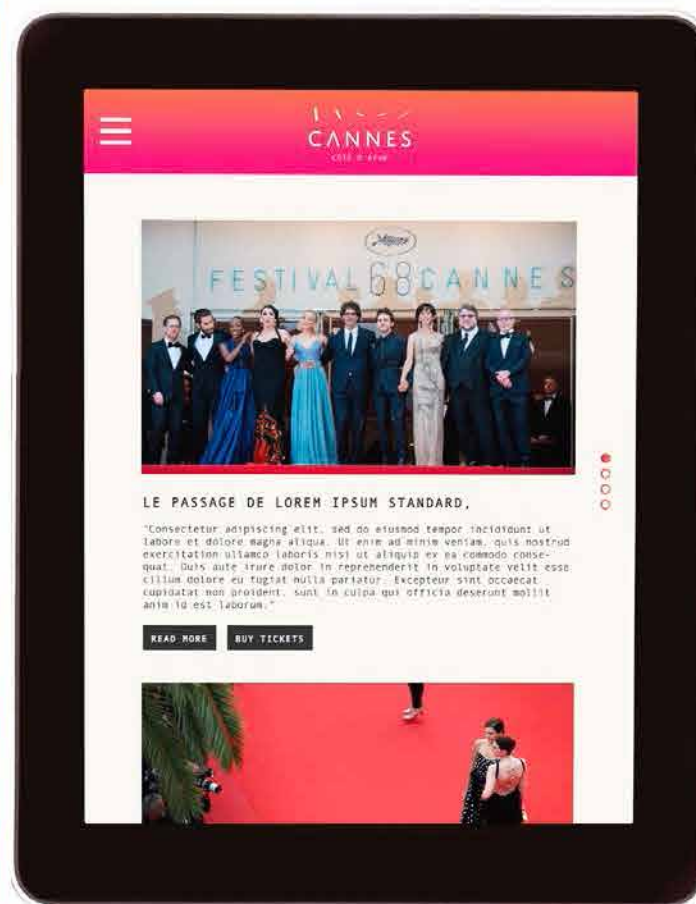 CANNES
CÔTE D'AZUR
FESTIVAL 68 CANNES
LE PASSAGE DE LOREM IPSUM STANDARD,
"Consectetur adipiscing elit, sed do eiusmod tempor incididunt ut
labore et dolore magna aliqua. Ut enim ad minim veniam, quis nostrud
exercitation ullamco laboris nisi ut aliquip ex ea commodo conse-
quat. Duis aute irure dolor in reprehenderit in voluptate velit esse
cillum dolore eu fugiat nulla pariatur. Excepteur sint occaecat
cupidatat non proident, sunt in culpa qui officia deserunt mollit
anim id est laborum."
READ MORE
BUY TICKETS